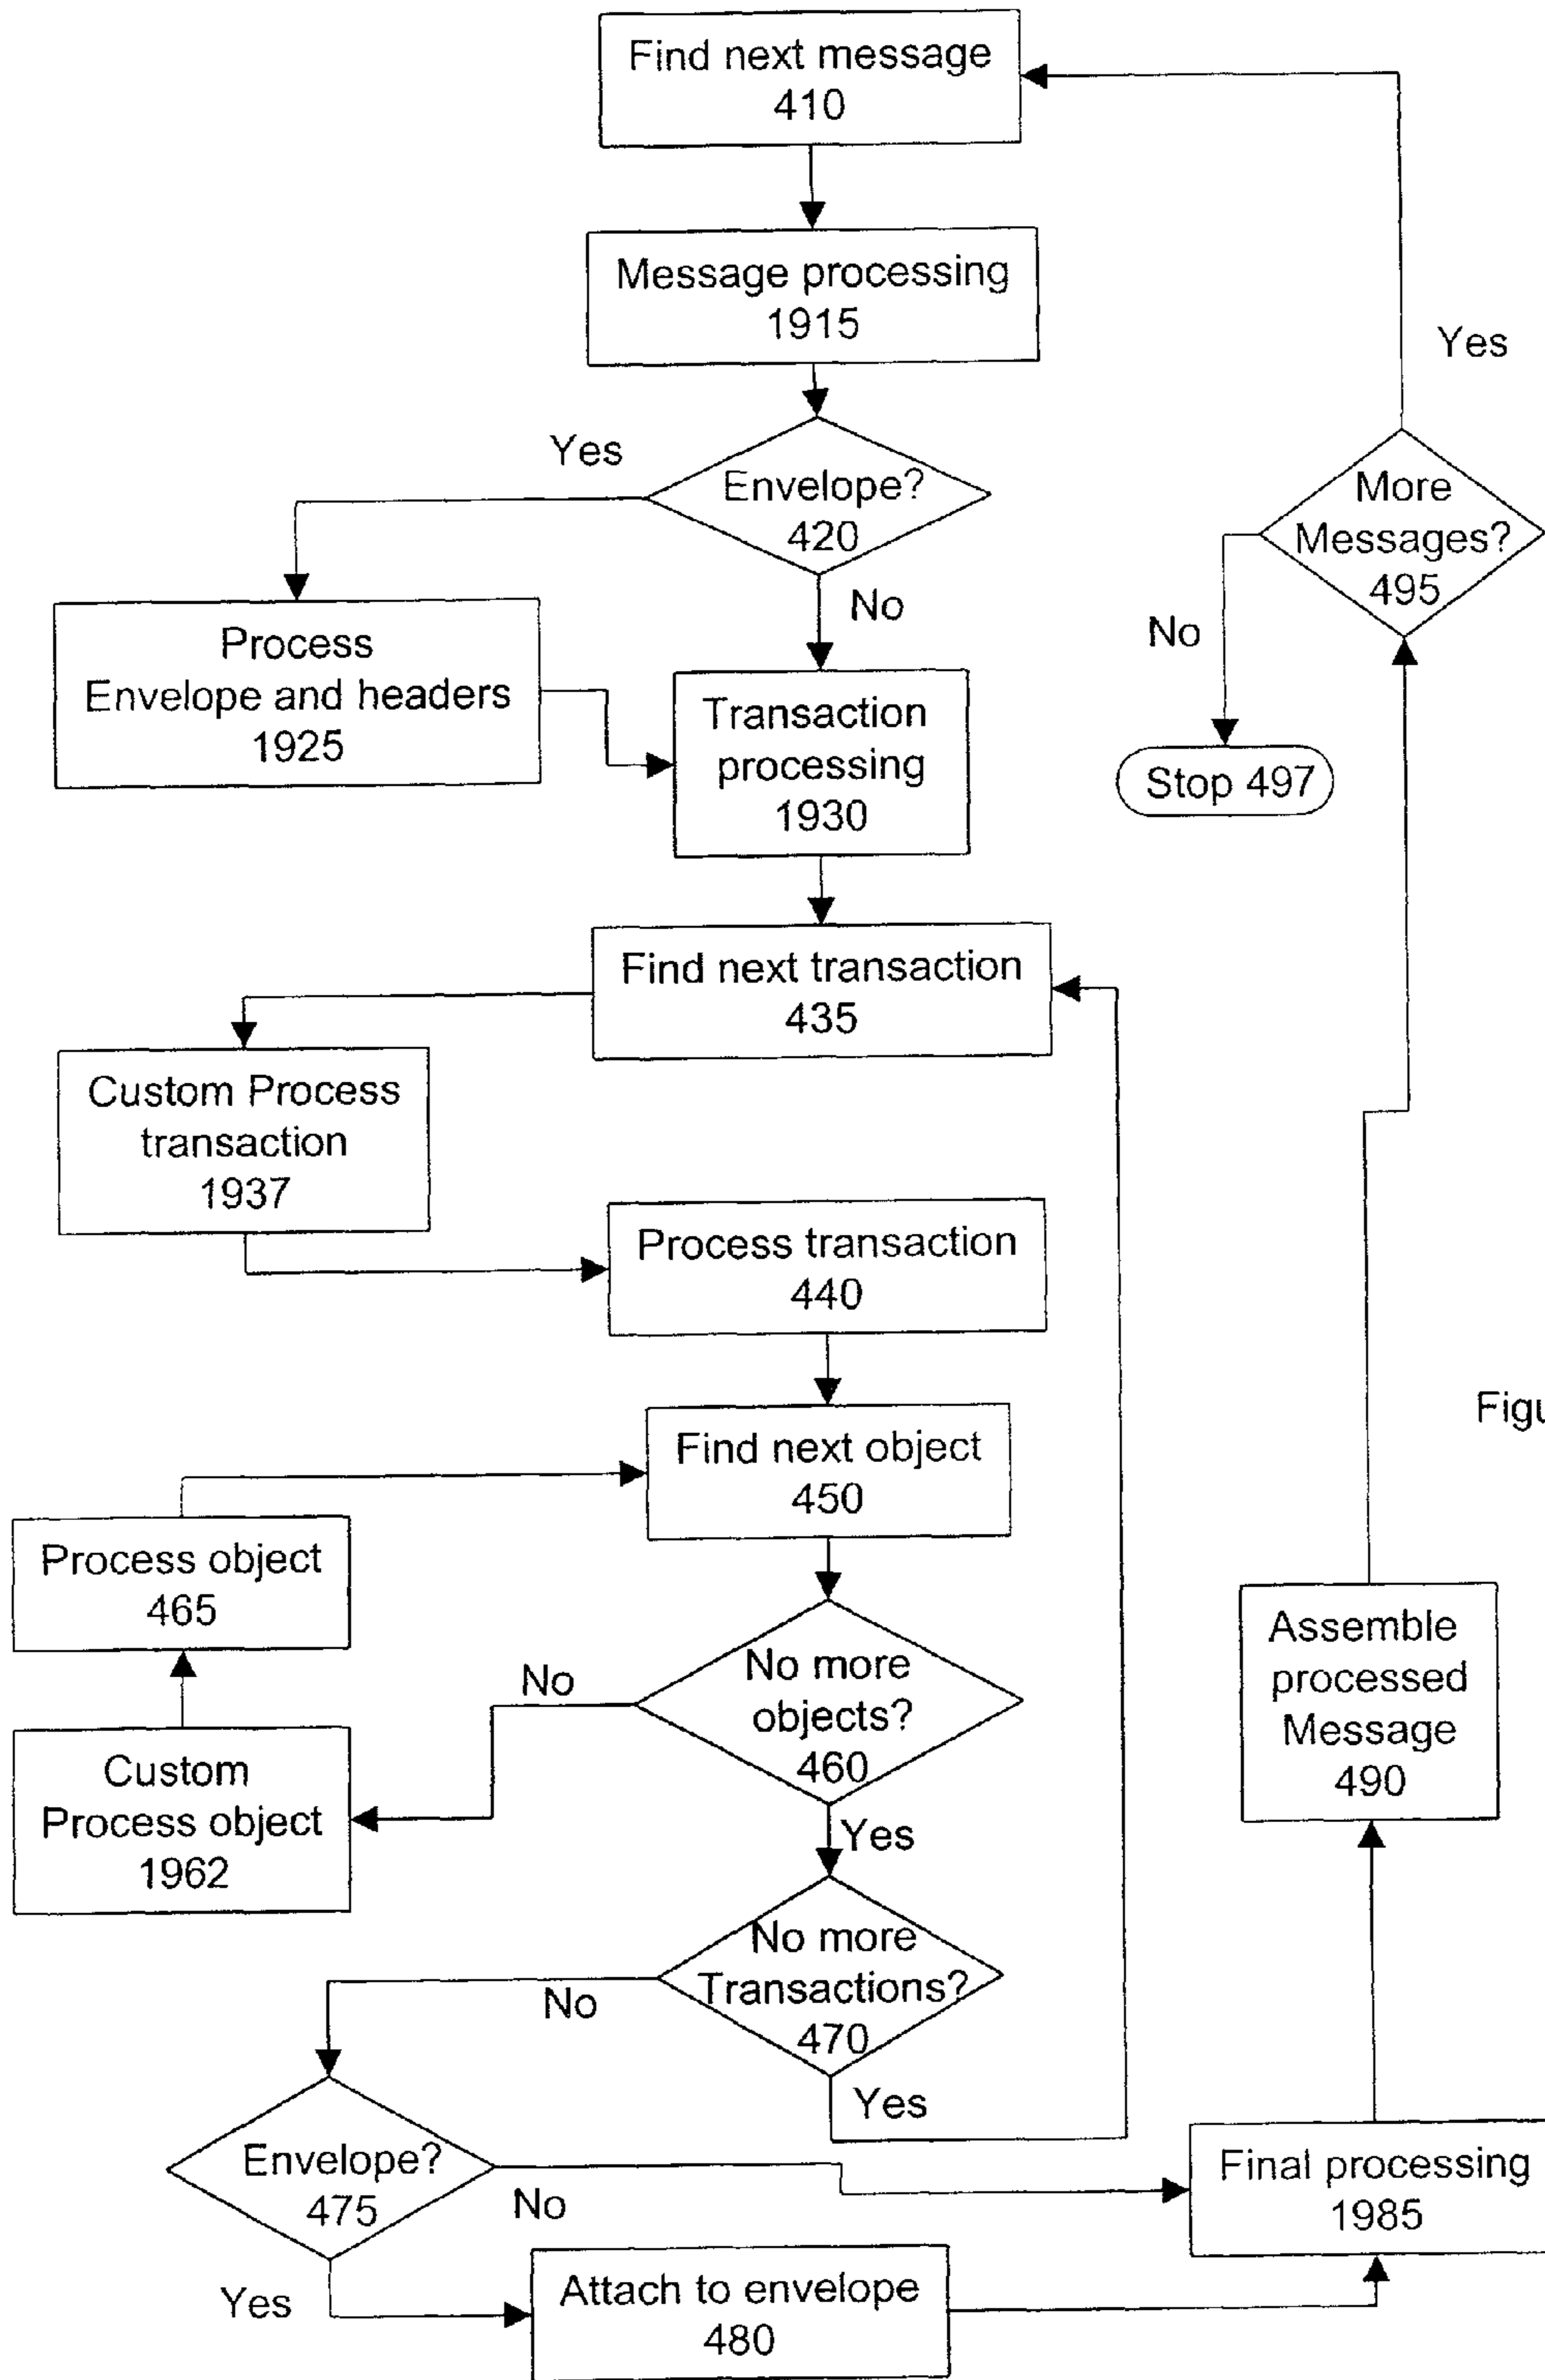 Find next message
410
Message processing
1915
Yes
Yes
Envelope?
420
More
Messages?
495
No
No
Process
Envelope and headers
1925
Transaction
processing
1930
Stop 497
Find next transaction
435
Custom Process
transaction
1937
Process transaction
440
Figu
Find next object
450
Process object
465
No more
objects?
460
No
Assemble
processed
Message
490
Custom
Process object
1962
Yes
No more
Transactions?
470
No
Yes
Envelope?
475
No
Final processing
1985
Yes
Attach to envelope
480